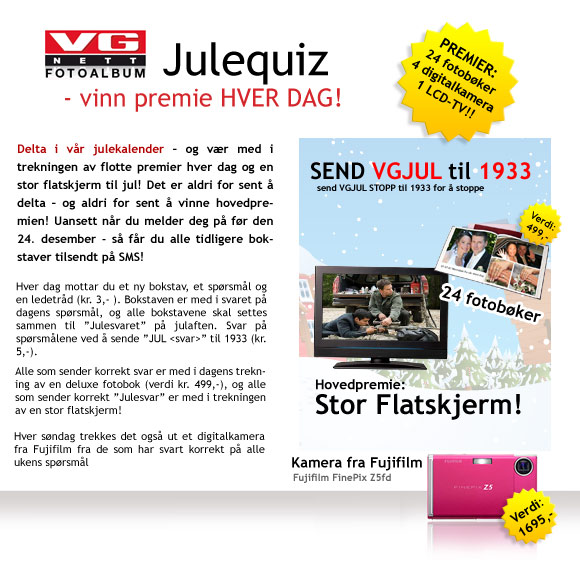 VG
NETT
FOTOALBUM
Julequiz
- vinn premie HVER DAG!
PREMIER:
24 fotobøker
4 digitalkamera
1 LCD-TV!!
Delta i vår julekalender – og vær med i
trekningen av flotte premier hver dag og en
stor flatskjerm til jul! Det er aldri for sent å
delta - og aldri for sent å vinne hovedpre-
mien! Uansett når du melder deg på før den
24. desember - så får du alle tidligere bok-
staver tilsendt på SMS!
Hver dag mottar du et ny bokstav, et spørsmål og
en ledetråd (kr. 3,- ). Bokstaven er med i svaret på
dagens spørsmål, og alle bokstavene skal settes
sammen til ”Julesvaret” på julaften. Svar på
spørsmålene ved å sende ”JUL <svar>” til 1933 (kr.
5,-).
Alle som sender korrekt svar er med i dagens trekn-
ing av en deluxe fotobok (verdi kr. 499,-), og alle
som sender korrekt ”Julesvar” er med i trekningen
av en stor flatskjerm!
Hver søndag trekkes det også ut et digitalkamera
fra Fujifilm fra de som har svart korrekt på alle
ukens spørsmål
SEND VGJUL til 1933
send VGJUL STOPP til 1933 for å stoppe
Verdi:
499,-
24 fotobøker
Hovedpremie:
Stor Flatskjerm!
Kamera fra Fujifilm
Fujifilm FinePix Z5fd
FUJIFILM
FINEPIX Z5
Verdi:
1695,-